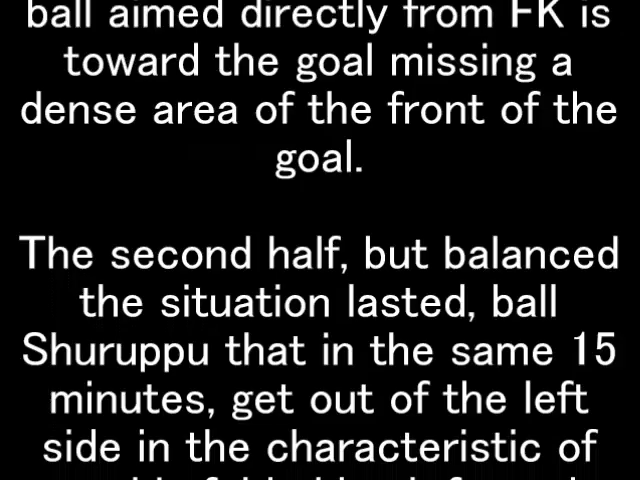 ball aimed directly from FK is
toward the goal missing a
dense area of the front of the
goal.
The second half, but balanced
the situation lasted, ball
Shuruppu that in the same 15
minutes, get out of the left
side in the characteristic of